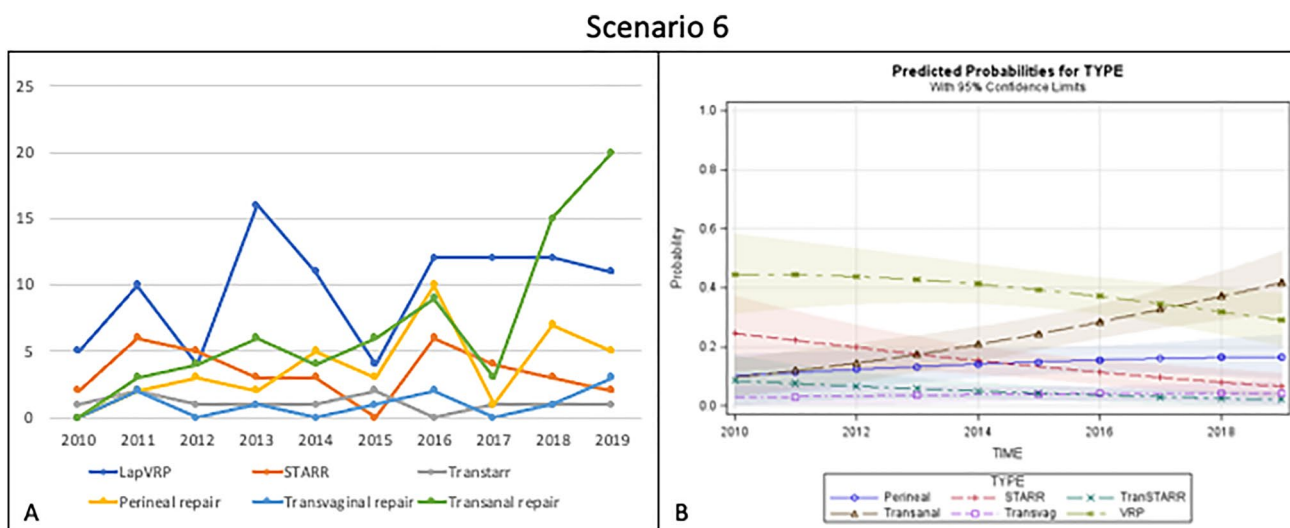 Scenario 6
25
20
15
10
5
0
2010 2011 2012 2013 2014 2015 2016 2017 2018 2019
LapVRP STARR Transtarr
Perineal repair Transvaginal repair Transanal repair
A
Predicted Probabilities for TYPE
With 95% Confidence Limits
1.0
0.8
0.6
0.4
0.2
0.0
Probability
2010 2012 2014 2016 2018
TIME
TYPE
Perineal STARR TranSTARR
Transanal Transvag VRP
B